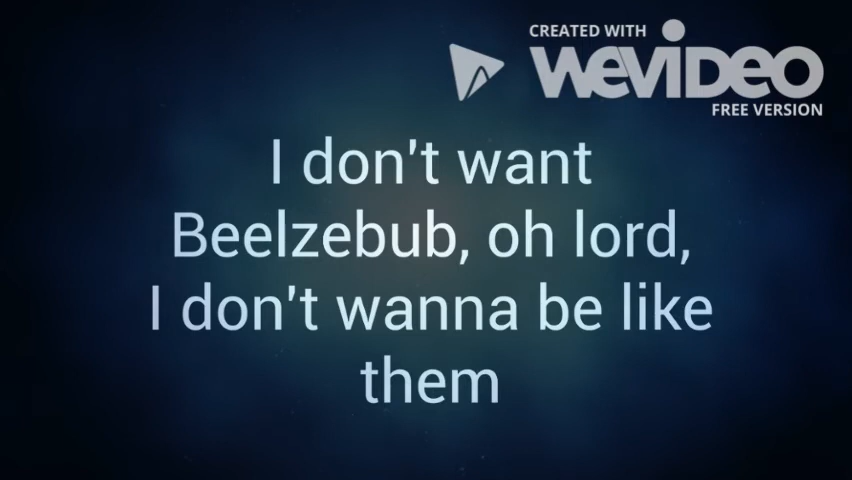 CREATED WITH
WEVIDEO
FREE VERSION
I don't want
Beelzebub, oh lord,
I don't wanna be like
them